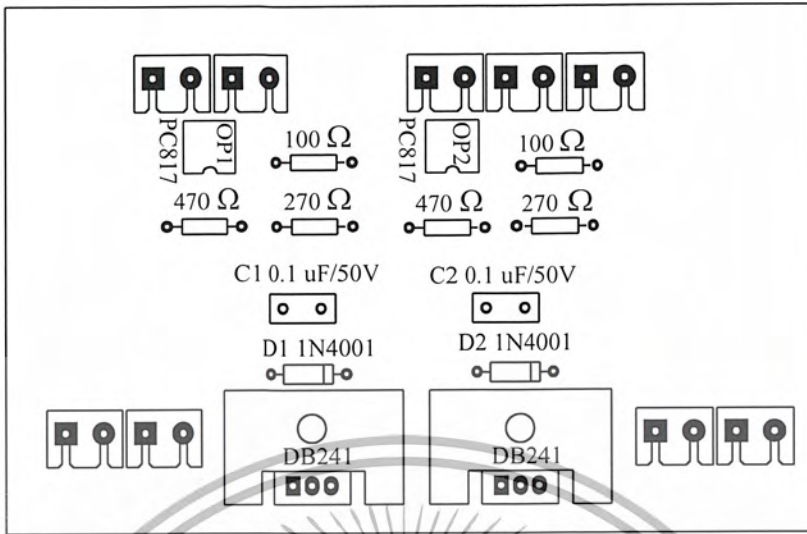 PC817
OP1
100 Ω
470 Ω
270 Ω
PC817
OP2
100 Ω
470 Ω
270 Ω
C1 0.1 uF/50V
C2 0.1 uF/50V
D1 1N4001
D2 1N4001
DB241
DB241